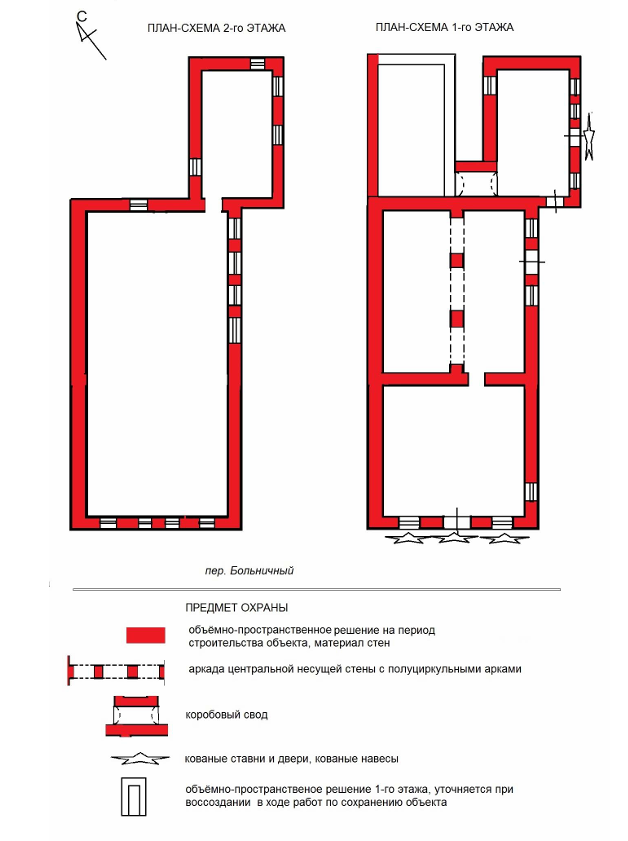 С
ПЛАН-СХЕМА 2-го ЭТАЖА
ПЛАН-СХЕМА 1-го ЭТАЖА
пер. Больничный
ПРЕДМЕТ ОХРАНЫ
объёмно-пространственное решение на период
строительства объекта, материал стен
аркада центральной несущей стены с полуциркульными арками
коробовый свод
кованые ставни и двери, кованые навесы
объёмно-пространственое решение 1-го этажа, уточняется при
воссоздании в ходе работ по сохранению объекта